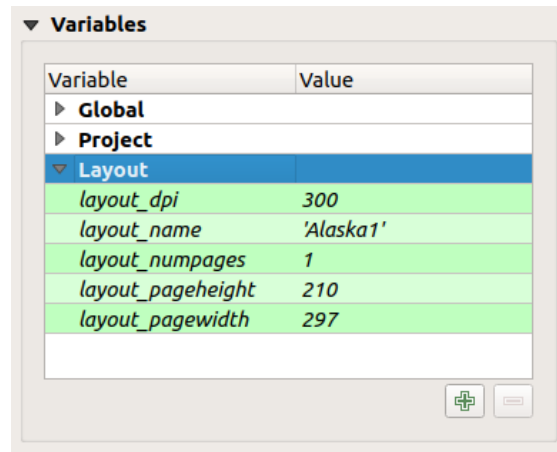 Variables
Variable Value
Global
Project
Layout
layout_dpi 300
layout_name 'Alaska1'
layout_numpages 1
layout_pageheight 210
layout_pagewidth 297